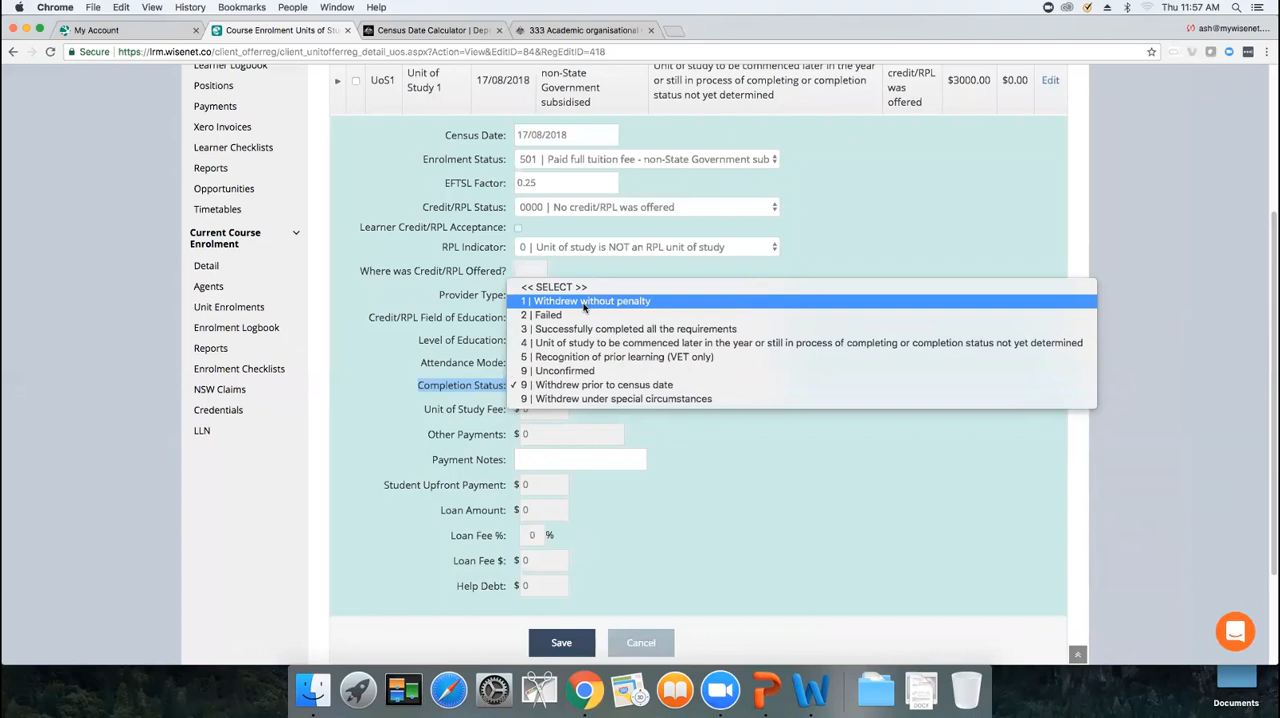 Chrome File Edit View History Bookmarks People Window Help Thu 11:57 AM
My Account Course Enrolment Units of Stu Census Date Calculator | Depart 333 Academic organisational ash@mywisenet....
Secure https://lrm.wisenet.co/client_offerreg/client_unitofferreg_detail_uos.aspx?Action=View&EditID=84&RegEditID=418
Learner Logbook
Positions
Payments
Xero Invoices
Learner Checklists
Reports
Opportunities
Timetables
Current Course
Enrolment
Detail
Agents
Unit Enrolments
Enrolment Logbook
Reports
Enrolment Checklists
NSW Claims
Credentials
LLN
UoS1
Unit of
Study 1
17/08/2018
non-State
Government
subsidised
Unit of study to be commenced later in the year
or still in process of completing or completion
status not yet determined
credit/RPL
was
offered
$3000.00
$0.00
Edit
Census Date: 17/08/2018
Enrolment Status: 501 | Paid full tuition fee - non-State Government sub
EFTSL Factor: 0.25
Credit/RPL Status: 0000 | No credit/RPL was offered
Learner Credit/RPL Acceptance:
RPL Indicator: 0 | Unit of study is NOT an RPL unit of study
Where was Credit/RPL Offered?
Provider Type:
Credit/RPL Field of Education:
Level of Education:
Attendance Mode:
Completion Status:
<< SELECT >>
1 | Withdrew without penalty
2 | Failed
3 | Successfully completed all the requirements
4 | Unit of study to be commenced later in the year or still in process of completing or completion status not yet determined
5 | Recognition of prior learning (VET only)
9 | Unconfirmed
✓ 9 | Withdrew prior to census date
9 | Withdrew under special circumstances
Unit of Study Fee: $ 0
Other Payments: $ 0
Payment Notes:
Student Upfront Payment: $ 0
Loan Amount: $ 0
Loan Fee %: 0 %
Loan Fee $: $ 0
Help Debt: $ 0
Save Cancel
Documents